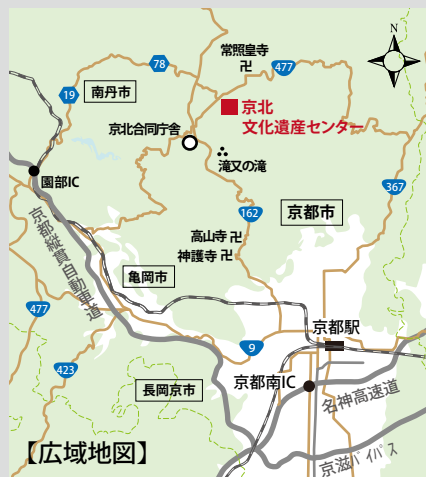 常照皇寺
卍
477
N
78
19
南丹市
京北
文化遺産センター
京北合同庁舎
滝又の滝
園部IC
367
162
京都市
高山寺卍
神護寺卍
京都縦貫自動車道
亀岡市
477
9
京都駅
423
長岡京市
京都南IC
名神高速道
京滋バイパス
【広域地図】